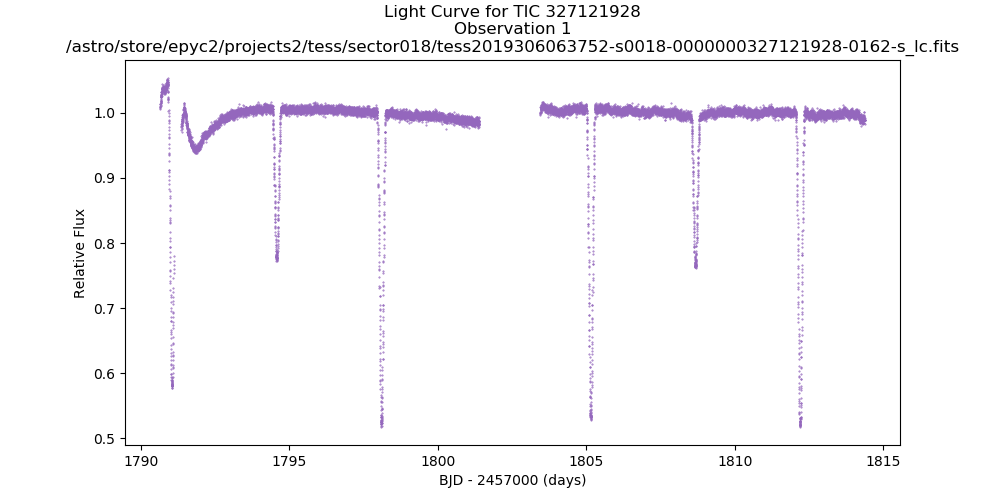 Light Curve for TIC 327121928
Observation 1
/astro/store/epyc2/projects2/tess/sector018/tess2019306063752-s0018-0000000327121928-0162-s_lc.fits
1.0
0.9
0.8
0.7
0.6
0.5
Relative Flux
1790 1795 1800 1805 1810 1815
BJD - 2457000 (days)